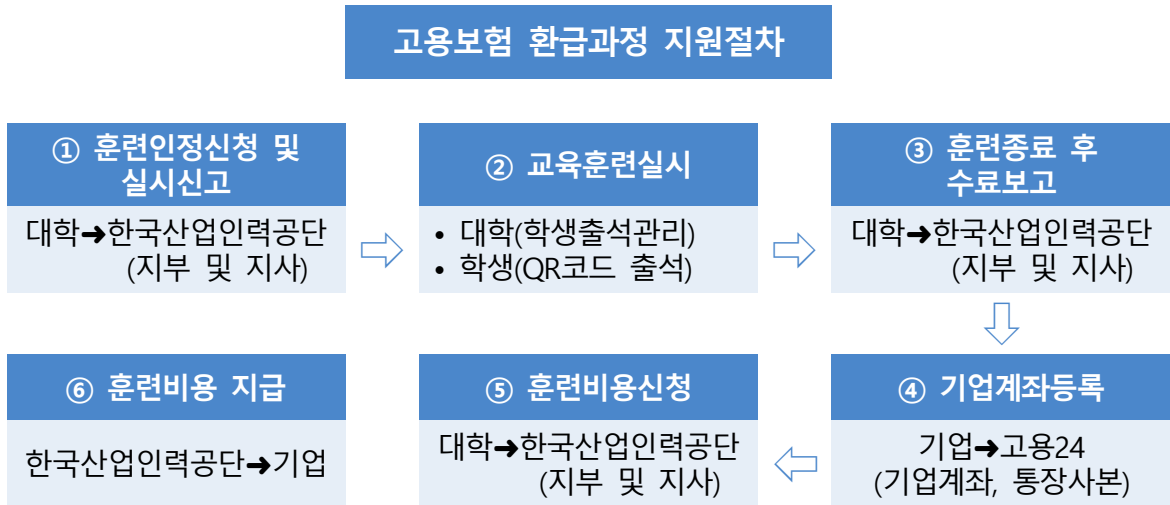 고용보험 환급과정 지원절차
① 훈련인정신청 및
실시신고
대학➜한국산업인력공단
(지부 및 지사)
② 교육훈련실시
• 대학(학생출석관리)
• 학생(QR코드 출석)
③ 훈련종료 후
수료보고
대학➜한국산업인력공단
(지부 및 지사)
④ 기업계좌등록
기업➜고용24
(기업계좌, 통장사본)
⑤ 훈련비용신청
대학➜한국산업인력공단
(지부 및 지사)
⑥ 훈련비용 지급
한국산업인력공단➜기업